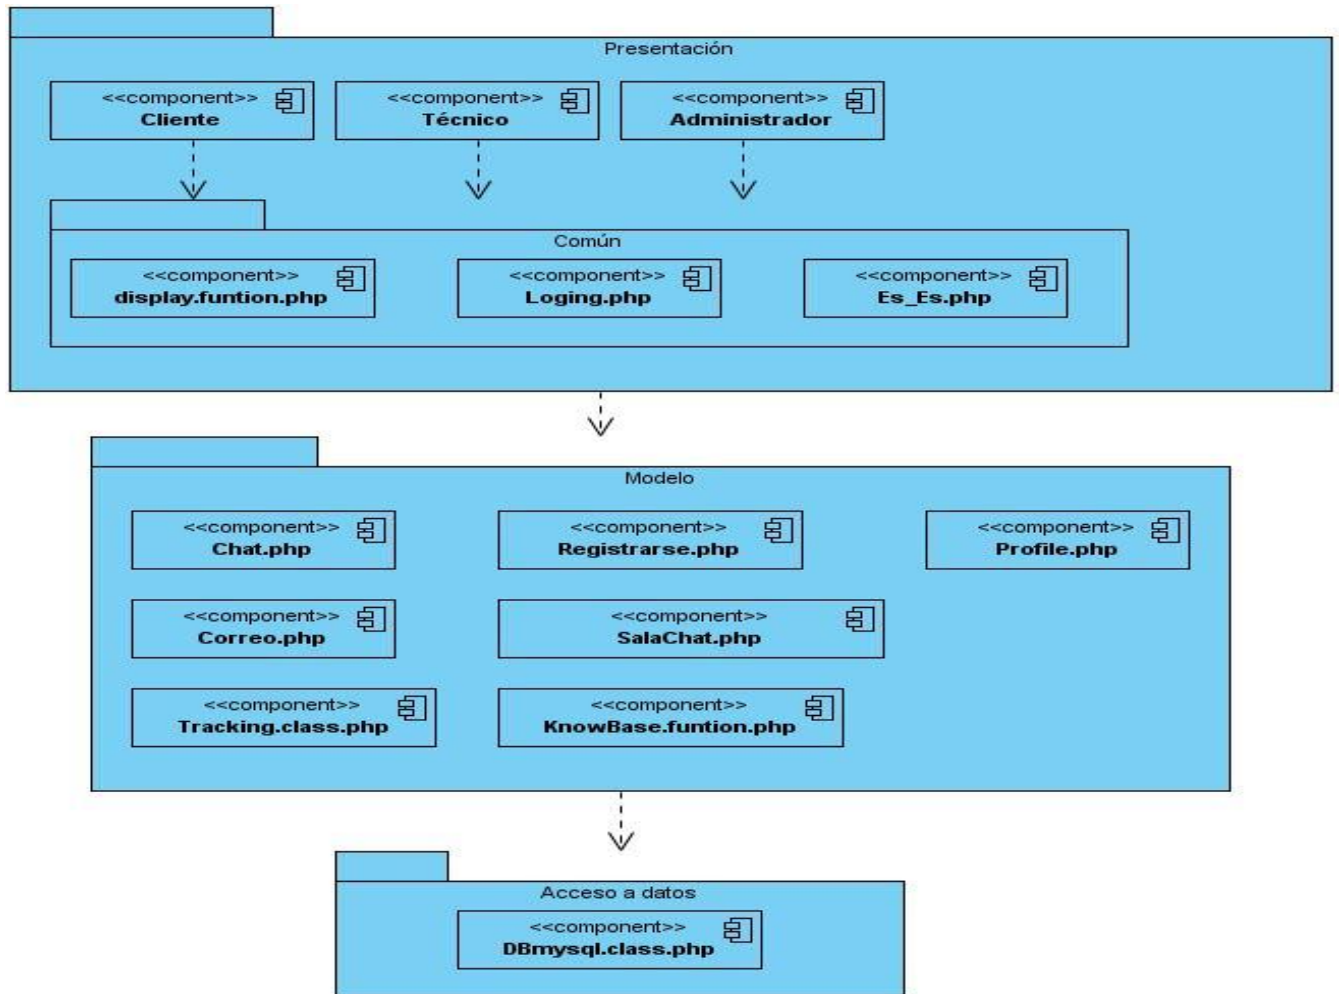 Presentación
<<component>>
Cliente
<<component>>
Técnico
<<component>>
Administrador
Común
<<component>>
display.funtion.php
<<component>>
Loging.php
<<component>>
Es_Es.php
Modelo
<<component>>
Chat.php
<<component>>
Registrarse.php
<<component>>
Profile.php
<<component>>
Correo.php
<<component>>
SalaChat.php
<<component>>
Tracking.class.php
<<component>>
KnowBase.funtion.php
Acceso a datos
<<component>>
DBmysql.class.php